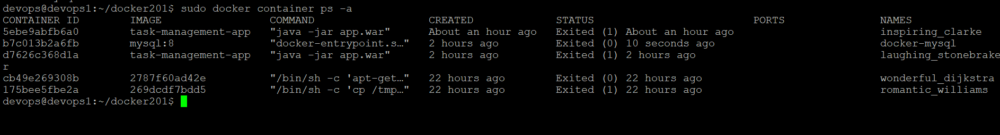 devops@devops1:~/docker201$ sudo docker container ps -a
CONTAINER ID        IMAGE                 COMMAND                  CREATED             STATUS                         PORTS               NAMES
5ebe9abfb6a0        task-management-app   "java -jar app.war"      About an hour ago   Exited (1) About an hour ago                       inspiring_clarke
b7c013b2a6fb        mysql:8               "docker-entrypoint.s…"   2 hours ago         Exited (0) 10 seconds ago                          docker-mysql
d7626c368d1a        task-management-app   "java -jar app.war"      2 hours ago         Exited (1) 2 hours ago                             laughing_stonebrake
r
cb49e269308b        2787f60ad42e          "/bin/sh -c 'apt-get…"   22 hours ago        Exited (0) 22 hours ago                            wonderful_dijkstra
175bee5fbe2a        269dcdf7bdd5          "/bin/sh -c 'cp /tmp…"   22 hours ago        Exited (1) 22 hours ago                            romantic_williams
devops@devops1:~/docker201$